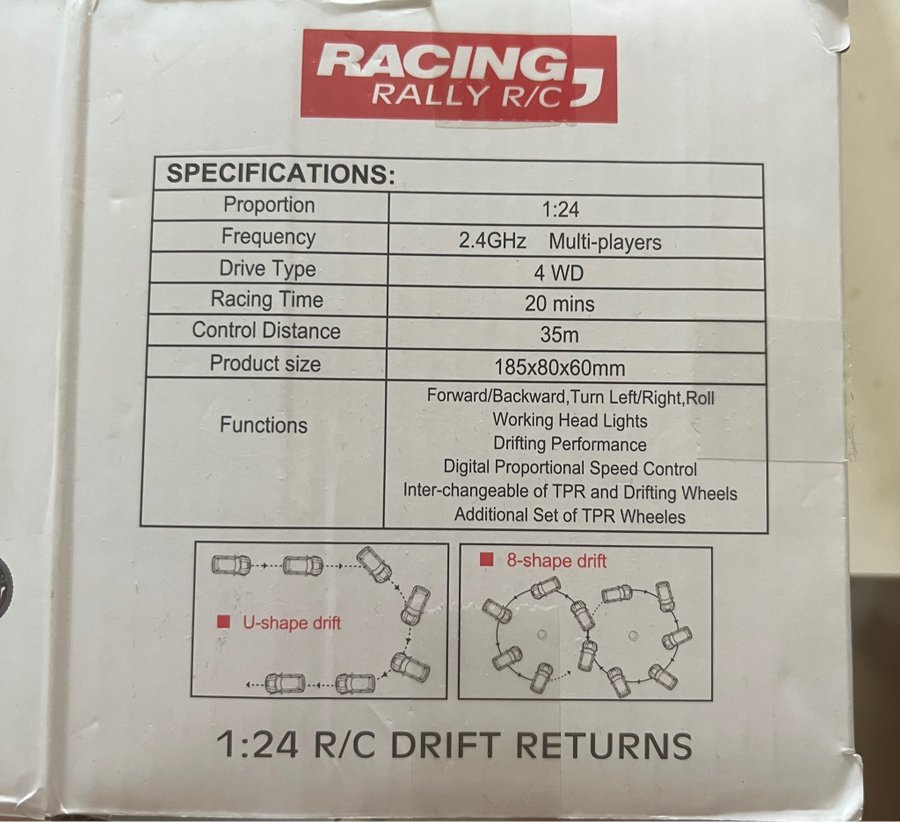 RACING,
RALLY R/C
SPECIFICATIONS:
Proportion 1:24
Frequency 2.4GHz Multi-players
Drive Type 4 WD
Racing Time 20 mins
Control Distance 35m
Product size 185x80x60mm
Functions
Forward/Backward,Turn Left/Right,Roll
Working Head Lights
Drifting Performance
Digital Proportional Speed Control
Inter-changeable of TPR and Drifting Wheels
Additional Set of TPR Wheeles
U-shape drift
8-shape drift
1:24 R/C DRIFT RETURNS